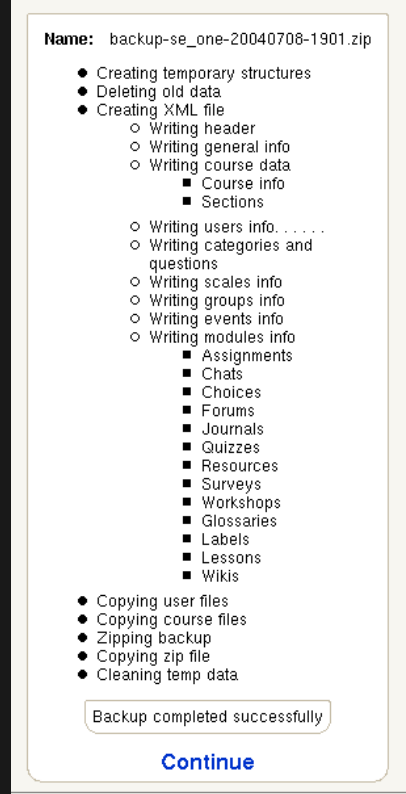 Name: backup-se_one-20040708-1901.zip
Creating temporary structures
Deleting old data
Creating XML file
Writing header
Writing general info
Writing course data
Course info
Sections
Writing users info. . . . . .
Writing categories and
questions
Writing scales info
Writing groups info
Writing events info
Writing modules info
Assignments
Chats
Choices
Forums
Journals
Quizzes
Resources
Surveys
Workshops
Glossaries
Labels
Lessons
Wikis
Copying user files
Copying course files
Zipping backup
Copying zip file
Cleaning temp data
Backup completed successfully
Continue